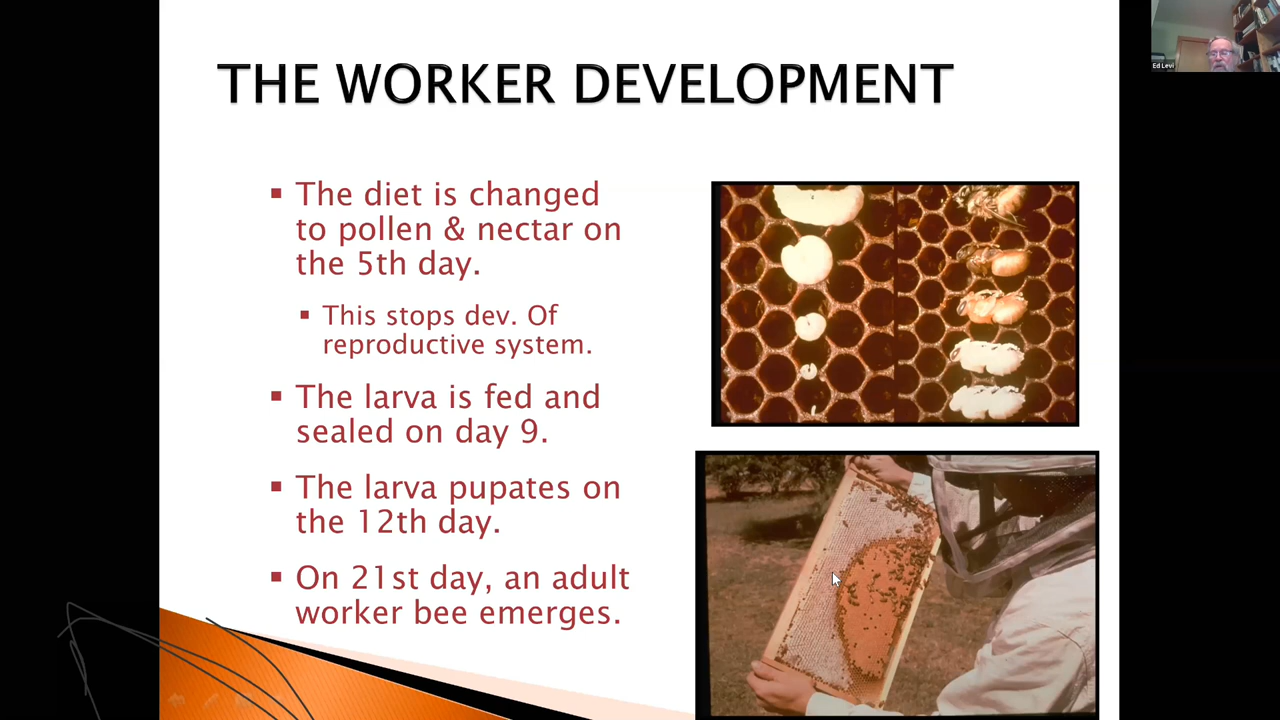 THE WORKER DEVELOPMENT
The diet is changed
to pollen & nectar on
the 5th day.
This stops dev. Of
reproductive system.
The larva is fed and
sealed on day 9.
The larva pupates on
the 12th day.
On 21st day, an adult
worker bee emerges.
Ed Levi